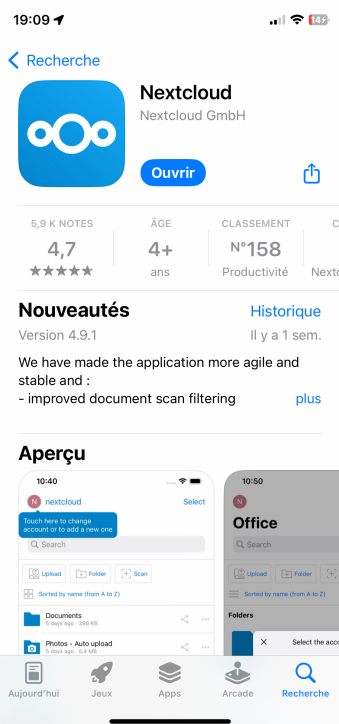 19:09
14
Recherche
Nextcloud
Nextcloud GmbH
Ouvrir
5,9 K NOTES
4,7
ÂGE
4+
ans
CLASSEMENT
N°158
Productivité
C
Nextc
Nouveautés
Historique
Version 4.9.1
Il y a 1 sem.
We have made the application more agile and
stable and :
- improved document scan filtering
plus
Aperçu
10:40
N
nextcloud
Select
Touch here to change
account or to add a new one
Search
Upload
Folder
Scan
Sorted by name (from A to Z)
Documents
5 days ago · 390 KB
Photos - Auto upload
5 days ago · 5.4 MB
10:50
N
Office
Search
Upload
Folder
Sorted by name (from A to Z)
Folders
Select the acco
Aujourd'hui
Jeux
Apps
Arcade
Recherche